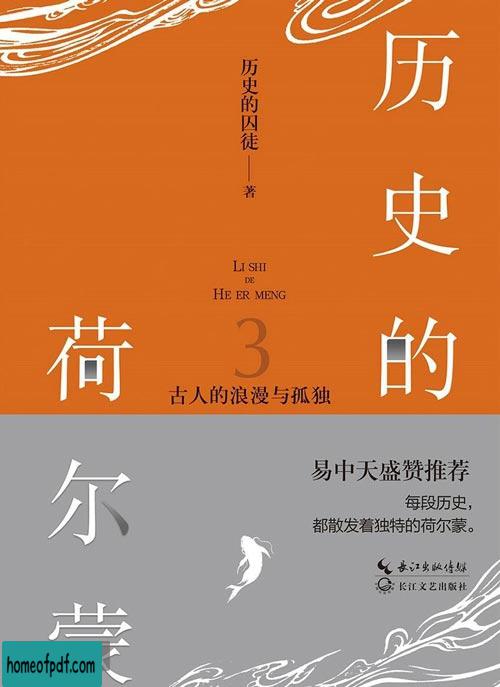 历史的
荷尔蒙
历史的囚徒——著
LI SHI
DE
HE ER MENG
3
古人的浪漫与孤独
易中天盛赞推荐
每段历史，
都散发着独特的荷尔蒙。
长江出版传媒
长江文艺出版社
homeofpdf.com